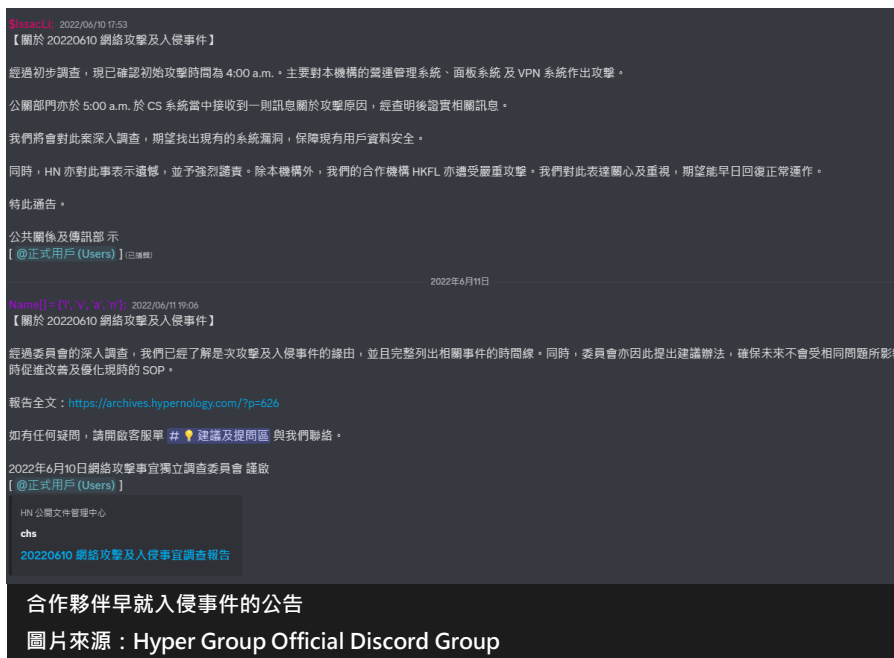 $IssacLi; 2022/06/10 17:53
【關於 20220610 網絡攻擊及入侵事件】
經過初步調查，現已確認初始攻擊時間為 4:00 a.m.。主要對本機構的營運管理系統、面板系統 及 VPN 系統作出攻擊。
公關部門亦於 5:00 a.m. 於 CS 系統當中接收到一則訊息關於攻擊原因，經查明後證實相關訊息。
我們將會對此案深入調查，期望找出現有的系統漏洞，保障現有用戶資料安全。
同時，HN 亦對此事表示遺憾，並予強烈譴責。除本機構外，我們的合作機構 HKFL 亦遭受嚴重攻擊。我們對此表達關心及重視，期望能早日回復正常運作。
特此通告。
公共關係及傳訊部 示
[ @正式用戶 (Users) ] (已編輯)
2022年6月11日
Name[] = {'I', 'v', 'a', 'n'}; 2022/06/11 19:06
【關於 20220610 網絡攻擊及入侵事件】
經過委員會的深入調查，我們已經了解是次攻擊及入侵事件的緣由，並且完整列出相關事件的時間線。同時，委員會亦因此提出建議辦法，確保未來不會受相同問題所影
時促進改善及優化現時的 SOP。
報告全文：https://archives.hypernology.com/?p=626
如有任何疑問，請開啟客服單 # 💡 建議及提問區 與我們聯絡。
2022年6月10日網絡攻擊事宜獨立調查委員會 謹啟
[ @正式用戶 (Users) ]
HN 公開文件管理中心
chs
20220610 網絡攻擊及入侵事宜調查報告
合作夥伴早就入侵事件的公告
圖片來源：Hyper Group Official Discord Group